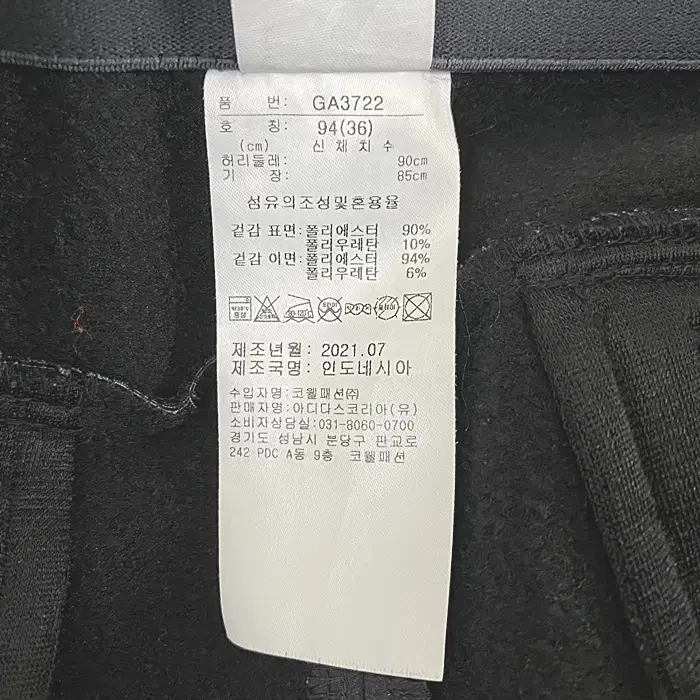 품 번: GA3722
호 칭: 94(36)
(cm) 신 체 치 수
허리둘레: 90cm
기 장: 85cm
섬유의조성및혼용율
겉감 표면:폴리에스터 90%
폴리우레탄 10%
겉감 이면:폴리에스터 94%
폴리우레탄 6%
제조년월: 2021.07
제조국명: 인도네시아
수입자명:코웰패션㈜
판매자명:아디다스코리아(유)
소비자상담실:031-8060-0700
경기도 성남시 분당구 판교로
242 PDC A동 9층 코웰패션